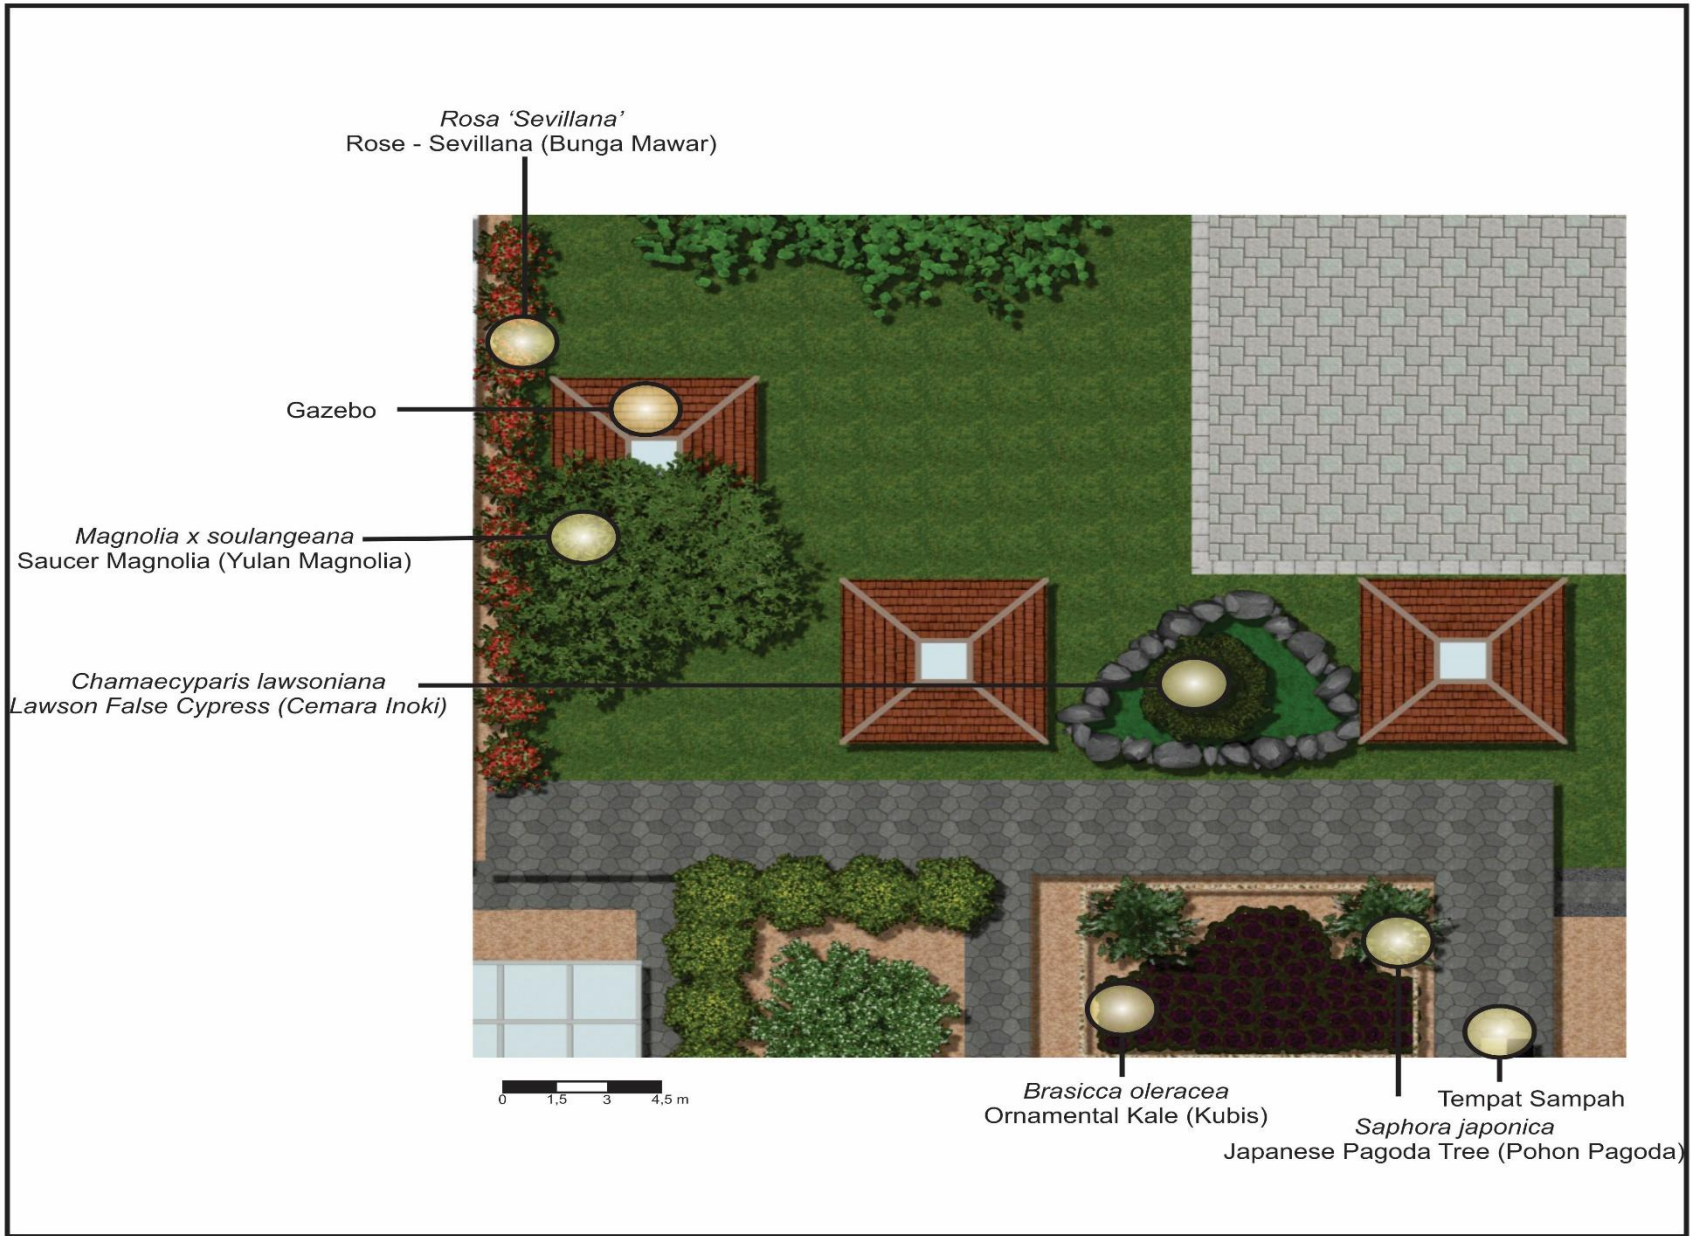 Rosa ‘Sevillana’
Rose - Sevillana (Bunga Mawar)
Gazebo
Magnolia x soulangeana
Saucer Magnolia (Yulan Magnolia)
Chamaecyparis lawsoniana
Lawson False Cypress (Cemara Inoki)
0 1,5 3 4,5 m
Brasicca oleracea
Ornamental Kale (Kubis)
Tempat Sampah
Saphora japonica
Japanese Pagoda Tree (Pohon Pagoda)